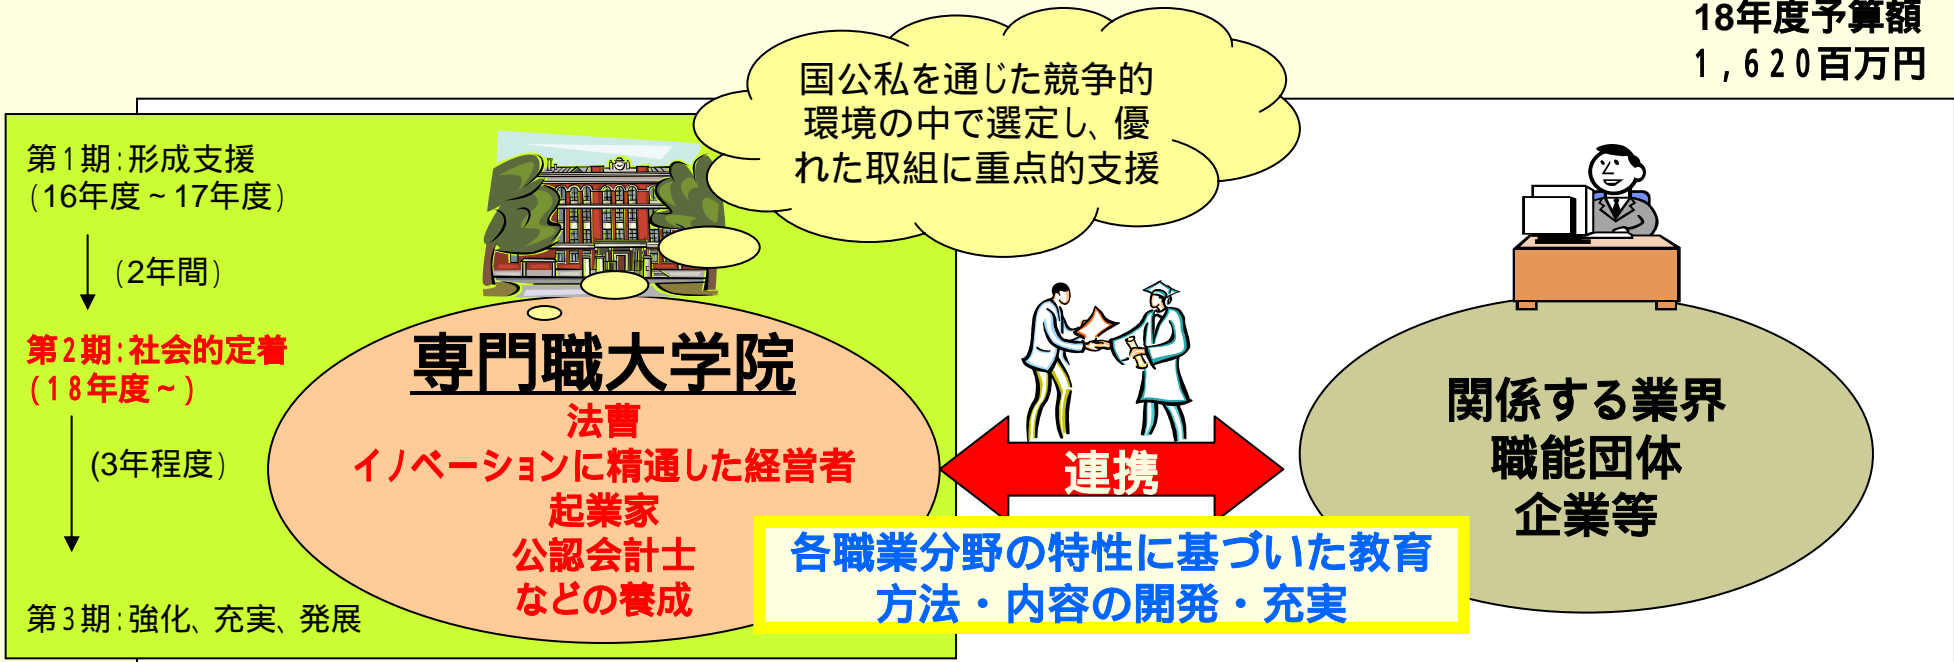 18年度予算額
1,620百万円
国公私を通じた競争的
環境の中で選定し、優
れた取組に重点的支援
第1期:形成支援
(16年度~17年度)
(2年間)
第2期:社会的定着
(18年度~)
(3年程度)
第3期:強化、充実、発展
専門職大学院
法曹
イノベーションに精通した経営者
起業家
公認会計士
などの養成
連携
関係する業界
職能団体
企業等
各職業分野の特性に基づいた教育
方法・内容の開発・充実